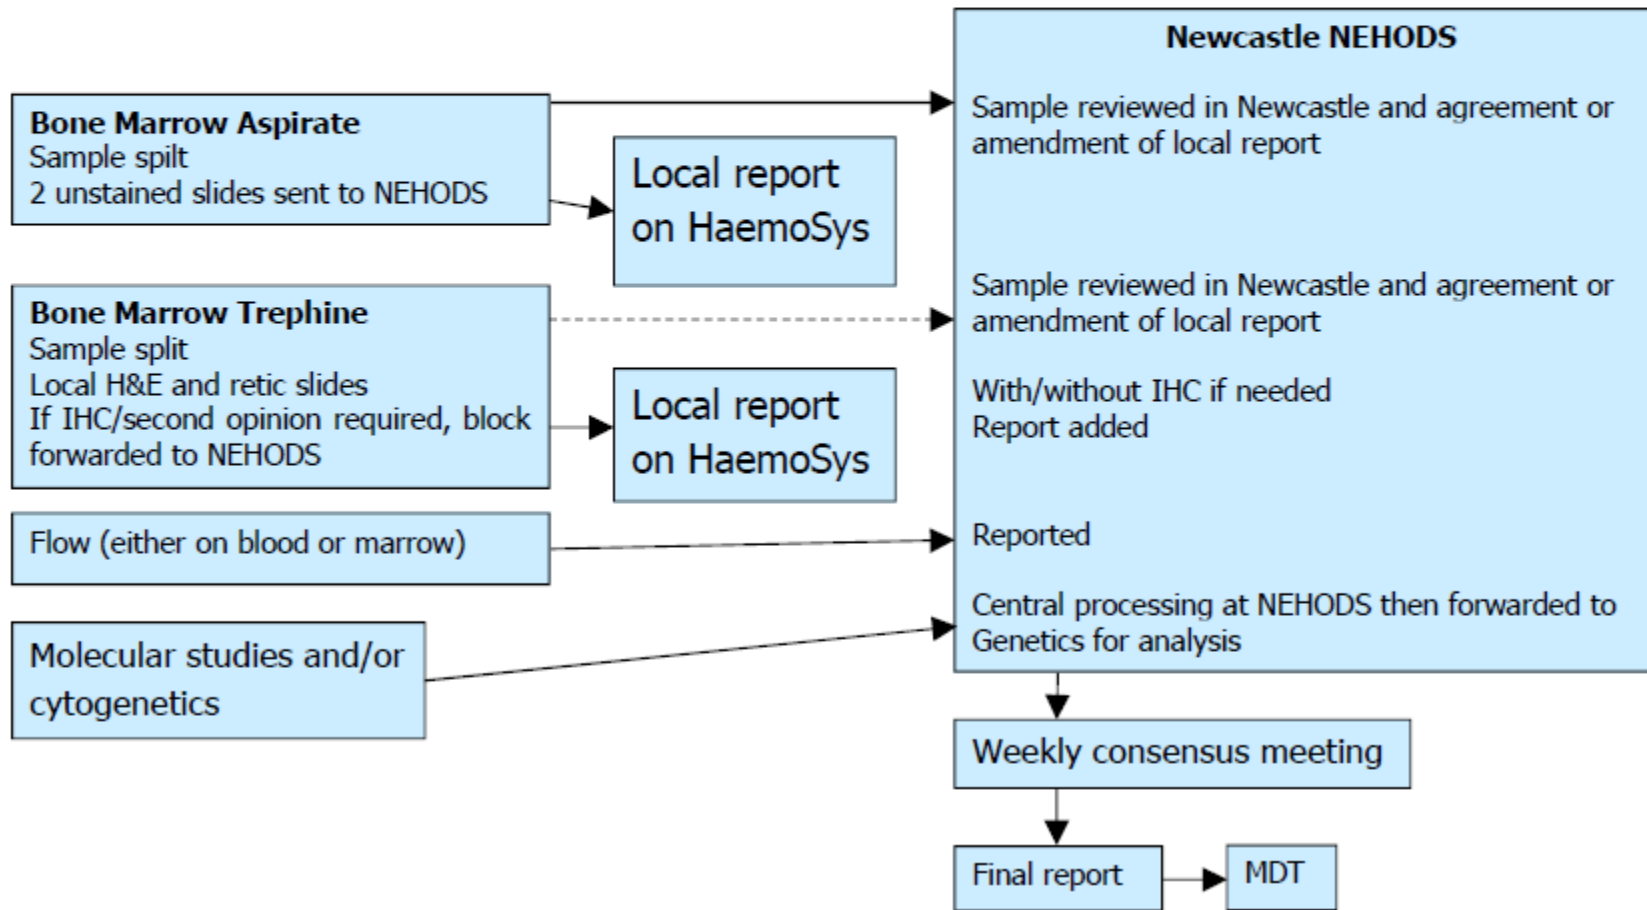 Bone Marrow Aspirate
Sample spilt
2 unstained slides sent to NEHODS
Local report
on HaemoSys
Bone Marrow Trephine
Sample split
Local H&E and retic slides
If IHC/second opinion required, block
forwarded to NEHODS
Local report
on HaemoSys
Flow (either on blood or marrow)
Molecular studies and/or
cytogenetics
Newcastle NEHODS
Sample reviewed in Newcastle and agreement or
amendment of local report
Sample reviewed in Newcastle and agreement or
amendment of local report
With/without IHC if needed
Report added
Reported
Central processing at NEHODS then forwarded to
Genetics for analysis
Weekly consensus meeting
Final report
MDT